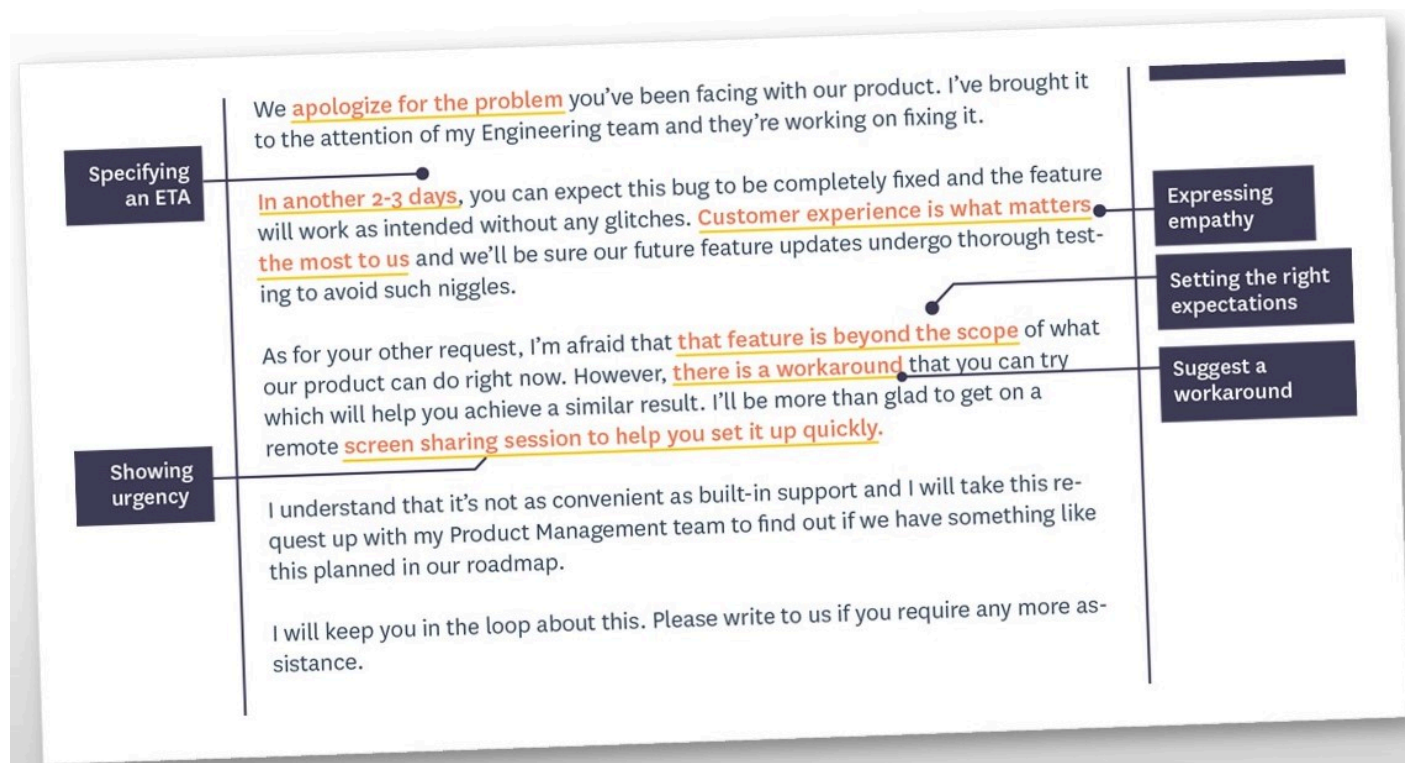 We apologize for the problem you've been facing with our product. I've brought it
to the attention of my Engineering team and they're working on fixing it.
Specifying
an ETA
In another 2-3 days, you can expect this bug to be completely fixed and the feature
will work as intended without any glitches. Customer experience is what matters
the most to us and we'll be sure our future feature updates undergo thorough test-
ing to avoid such niggles.
Expressing
empathy
Setting the right
expectations
As for your other request, I'm afraid that that feature is beyond the scope of what
our product can do right now. However, there is a workaround that you can try
which will help you achieve a similar result. I'll be more than glad to get on a
remote screen sharing session to help you set it up quickly.
Suggest a
workaround
Showing
urgency
I understand that it's not as convenient as built-in support and I will take this re-
quest up with my Product Management team to find out if we have something like
this planned in our roadmap.
I will keep you in the loop about this. Please write to us if you require any more as-
sistance.